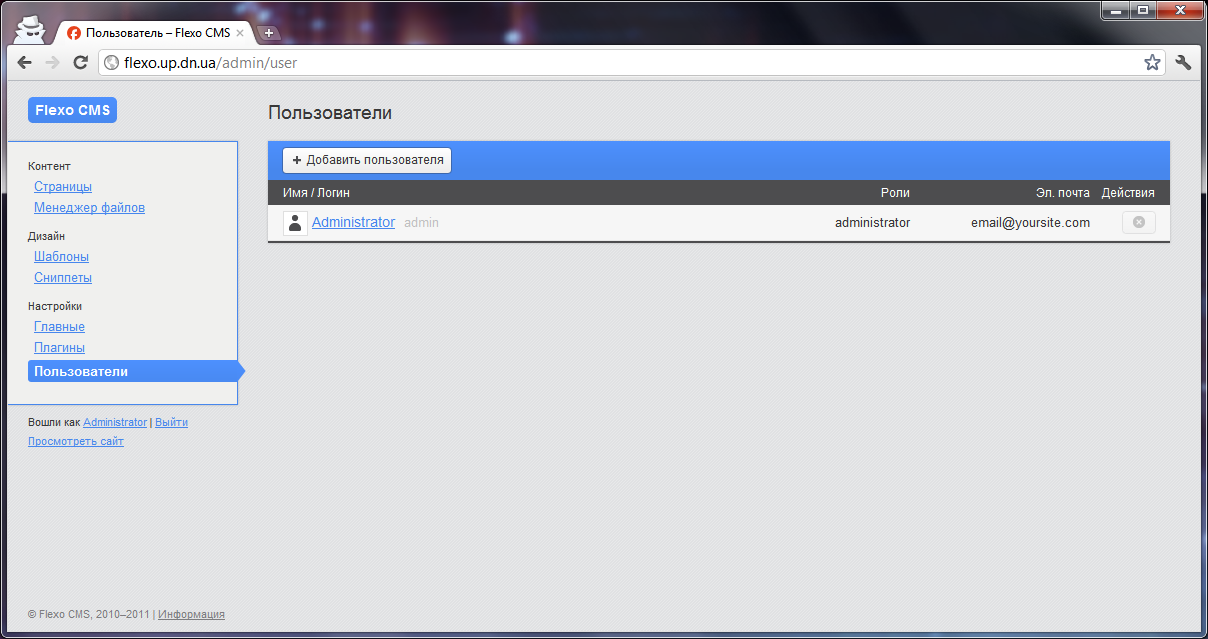 Пользователь – Flexo CMS
flexo.up.dn.ua/admin/user
Flexo CMS
Контент
Страницы
Менеджер файлов
Дизайн
Шаблоны
Сниппеты
Настройки
Главные
Плагины
Пользователи
Вошли как Administrator | Выйти
Просмотреть сайт
Пользователи
+ Добавить пользователя
Имя / Логин Роли Эл. почта Действия
Administrator admin administrator email@yoursite.com
© Flexo CMS, 2010–2011 | Информация